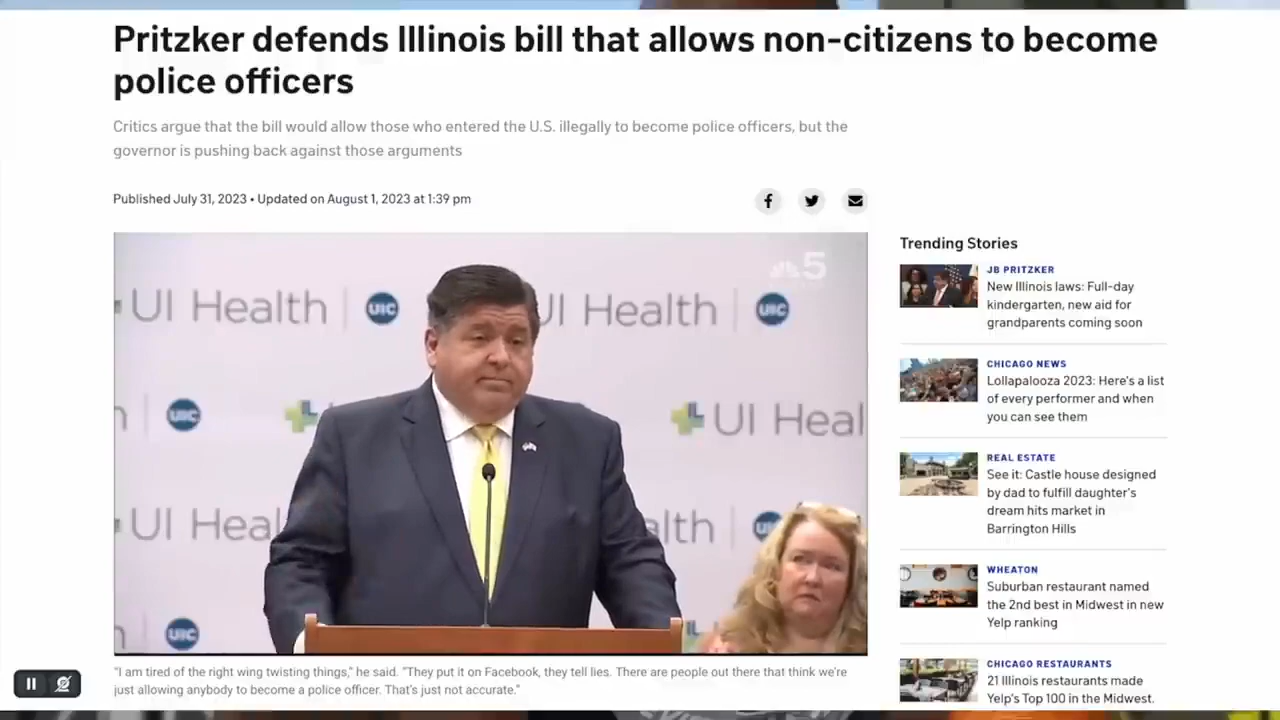 Pritzker defends Illinois bill that allows non-citizens to become
police officers
Critics argue that the bill would allow those who entered the U.S. illegally to become police officers, but the
governor is pushing back against those arguments
Published July 31, 2023 • Updated on August 1, 2023 at 1:39 pm
5
UI Health UIC UI Health UIC
UIC UI Heal
UI Heal alth
UIC
"I am tired of the right wing twisting things," he said. "They put it on Facebook, they tell lies. There are people out there that think we're
just allowing anybody to become a police officer. That's just not accurate."
Trending Stories
JB PRITZKER
New Illinois laws: Full-day
kindergarten, new aid for
grandparents coming soon
CHICAGO NEWS
Lollapalooza 2023: Here's a list
of every performer and when
you can see them
REAL ESTATE
See it: Castle house designed
by dad to fulfill daughter's
dream hits market in
Barrington Hills
WHEATON
Suburban restaurant named
the 2nd best in Midwest in new
Yelp ranking
CHICAGO RESTAURANTS
21 Illinois restaurants made
Yelp's Top 100 in the Midwest.